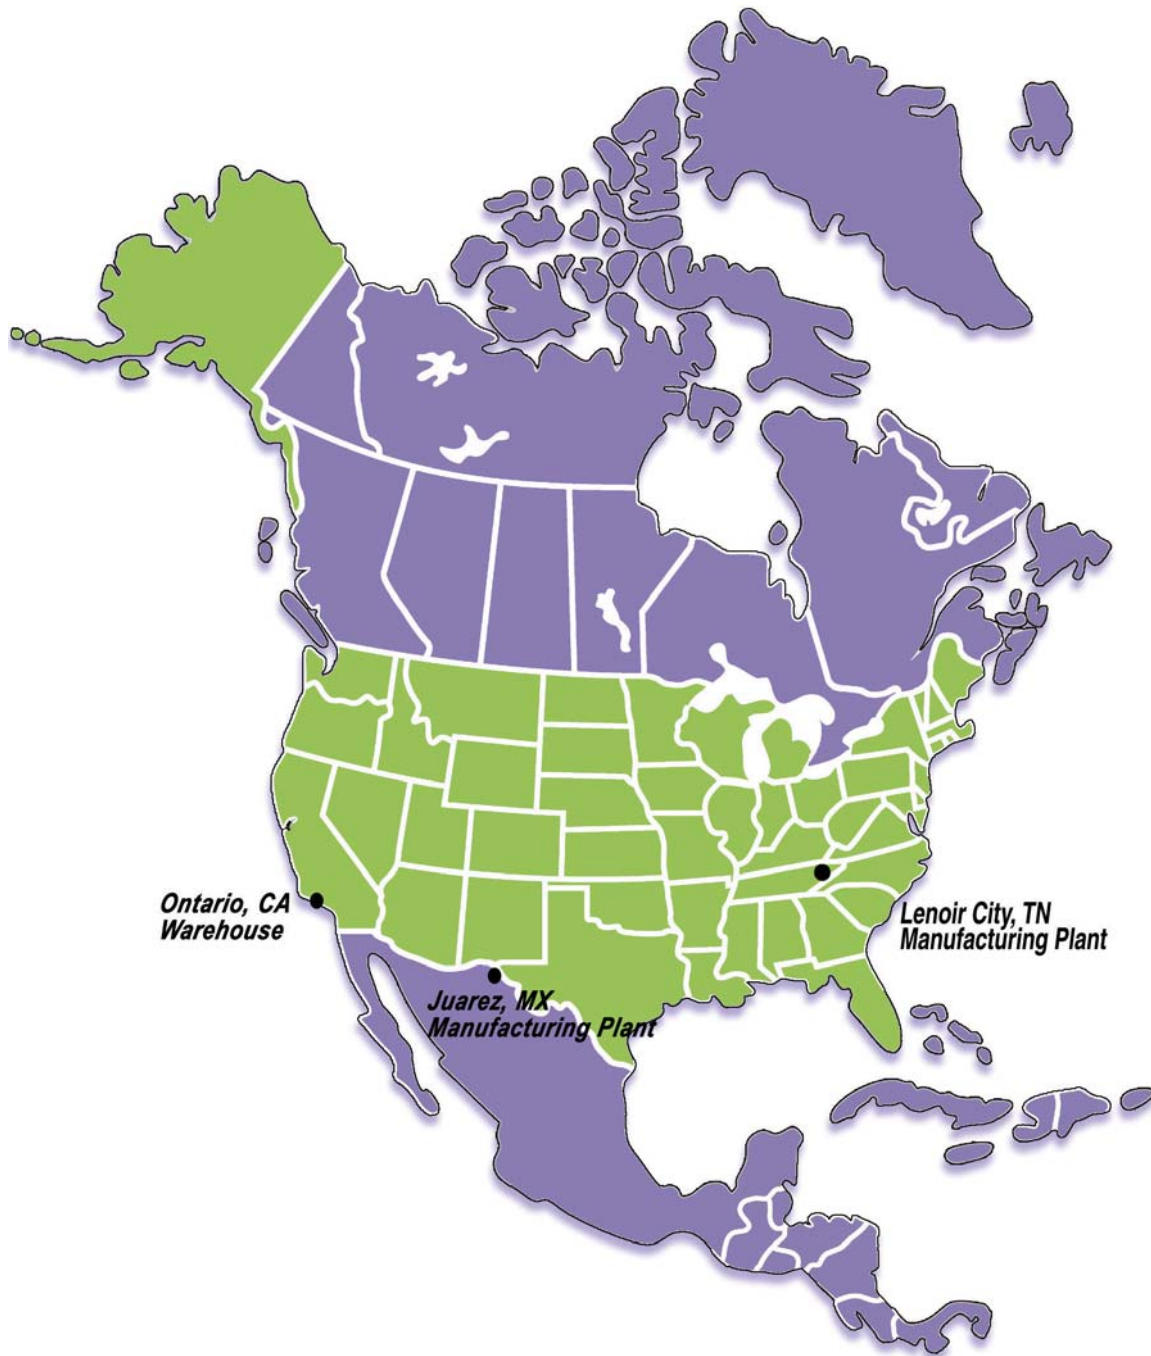 Ontario, CA
Warehouse
Lenoir City, TN
Manufacturing Plant
Juarez, MX
Manufacturing Plant